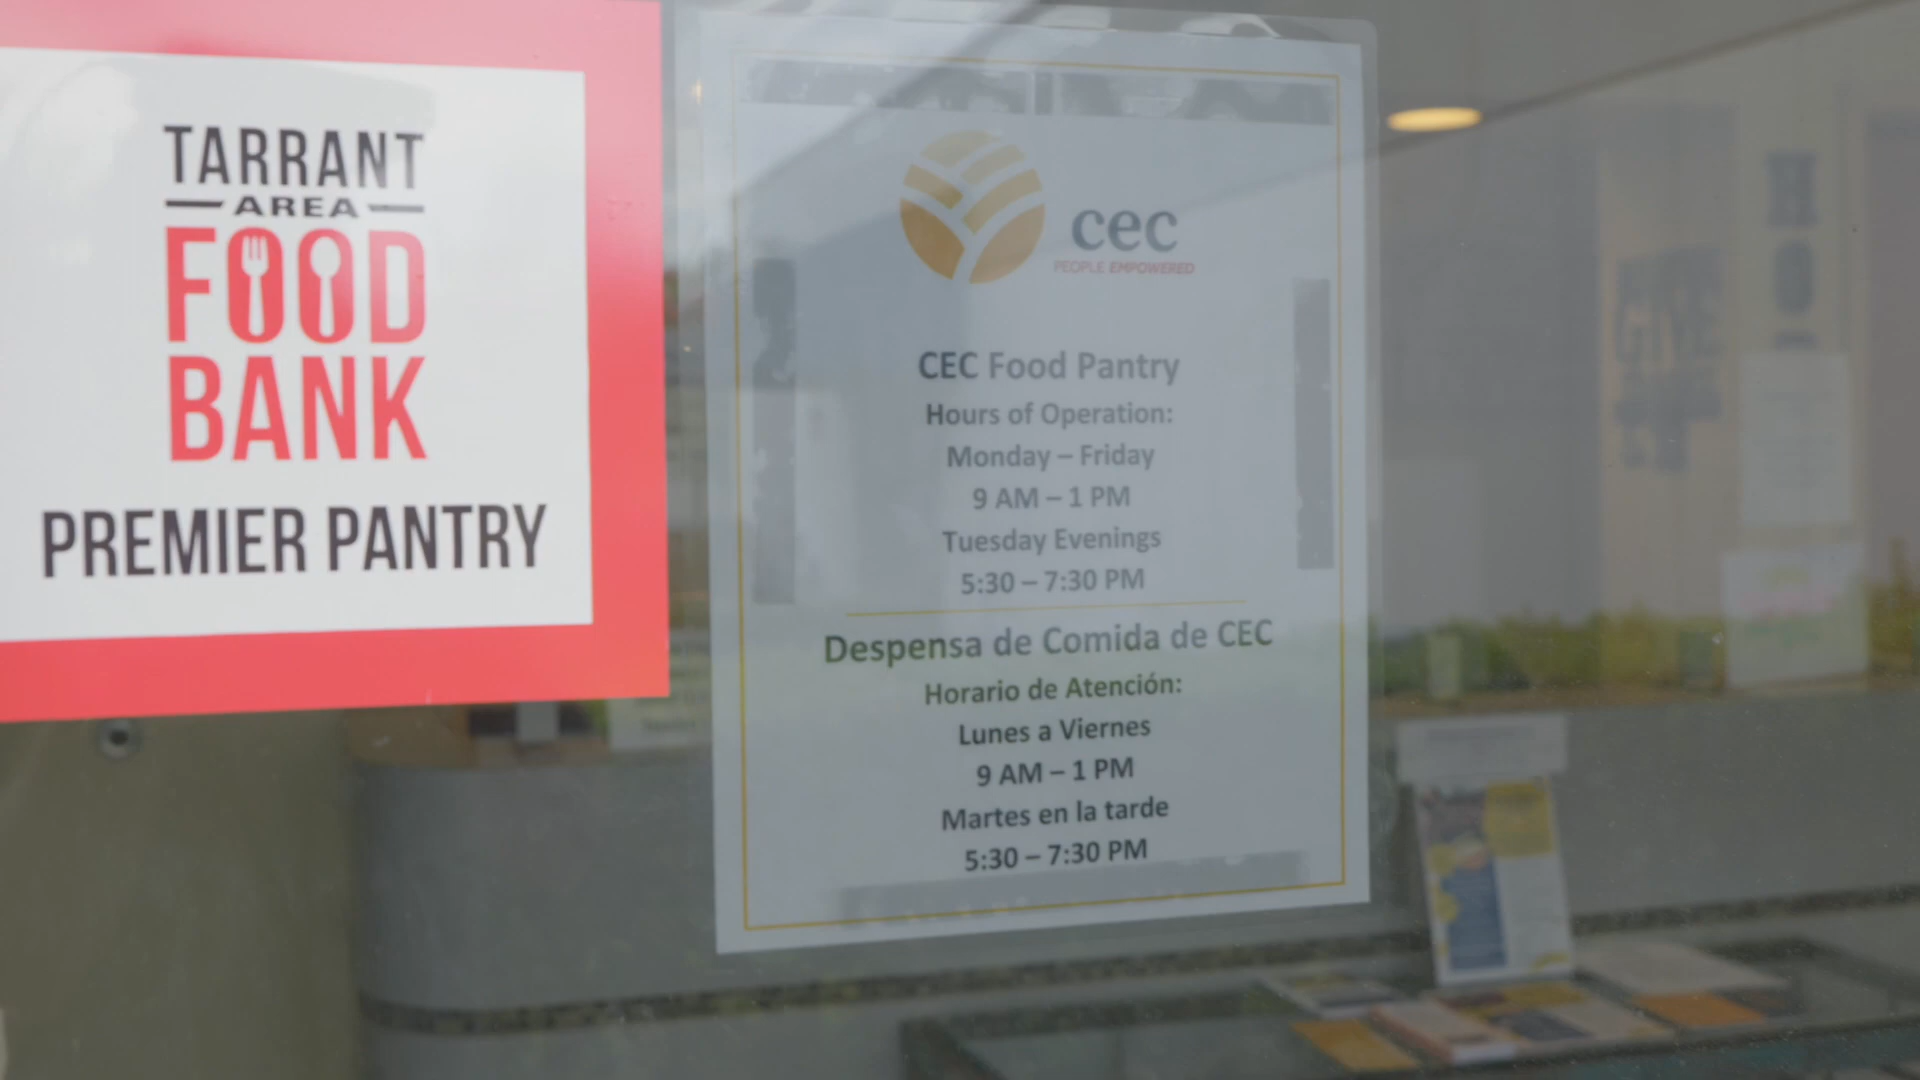 TARRANT
AREA
FOOD
BANK
PREMIER PANTRY
cec
PEOPLE EMPOWERED
CEC Food Pantry
Hours of Operation:
Monday – Friday
9 AM – 1 PM
Tuesday Evenings
5:30 – 7:30 PM
Despensa de Comida de CEC
Horario de Atención:
Lunes a Viernes
9 AM – 1 PM
Martes en la tarde
5:30 – 7:30 PM
GIVE